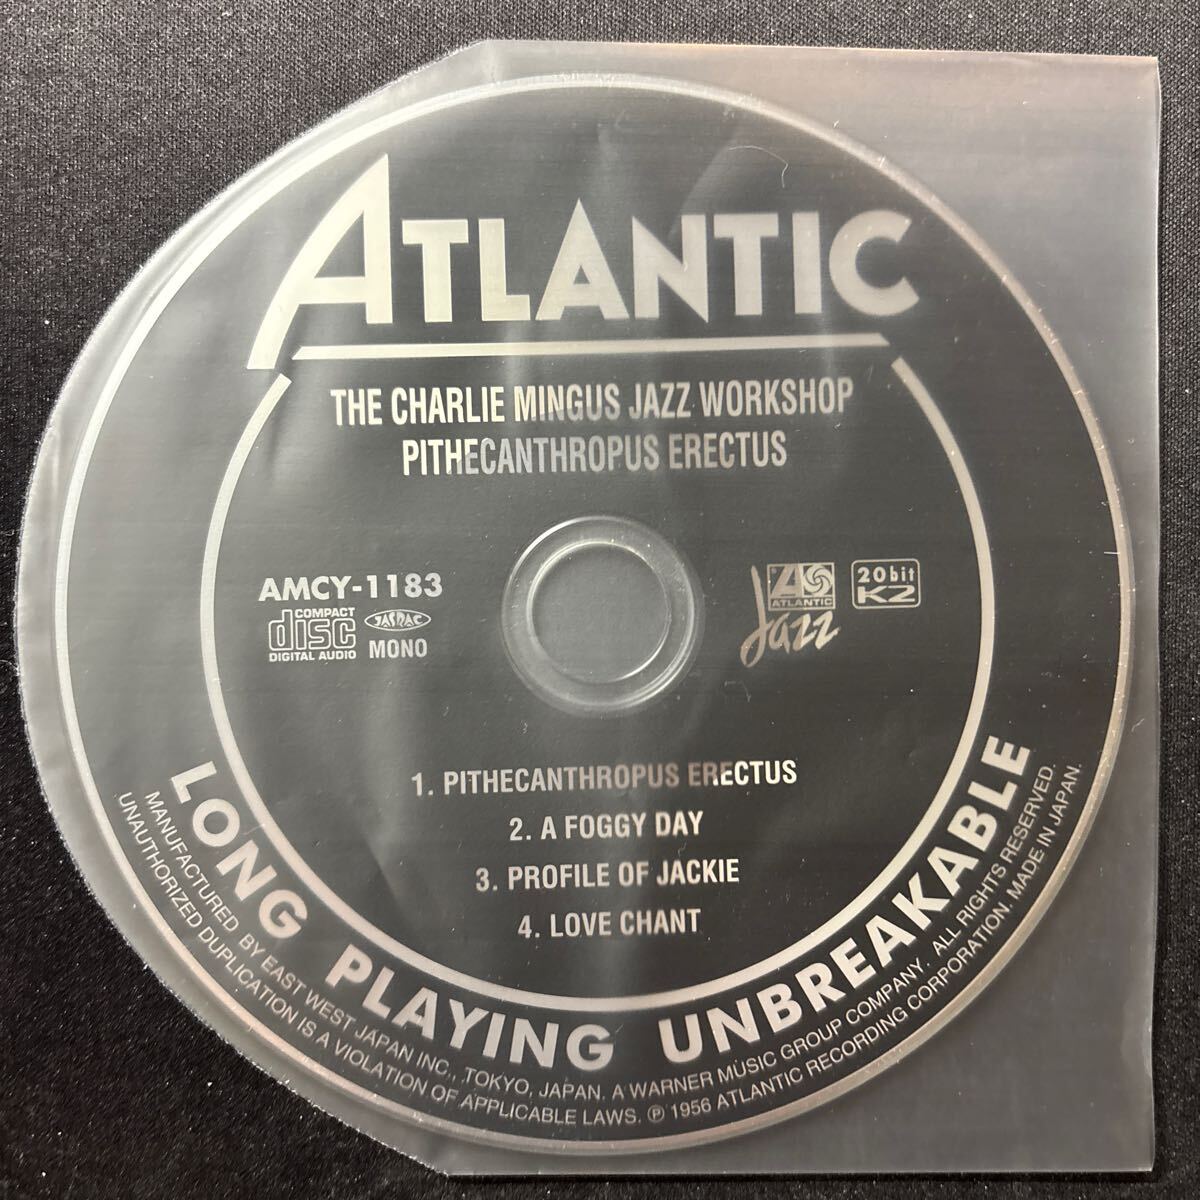 ATLANTIC
THE CHARLIE MINGUS JAZZ WORKSHOP
PITHECANTHROPUS ERECTUS
AMCY-1183
COMPACT
disc
DIGITAL AUDIO
JASRAC
MONO
A
ATLANTIC
Jazz
20bit
K2
1. PITHECANTHROPUS ERECTUS
2. A FOGGY DAY
3. PROFILE OF JACKIE
4. LOVE CHANT
LONG PLAYING UNBREAKABLE
MANUFACTURED BY EAST WEST JAPAN INC., TOKYO, JAPAN. A WARNER MUSIC GROUP COMPANY. ALL RIGHTS RESERVED.
UNAUTHORIZED DUPLICATION IS A VIOLATION OF APPLICABLE LAWS. ℗ 1956 ATLANTIC RECORDING CORPORATION. MADE IN JAPAN.